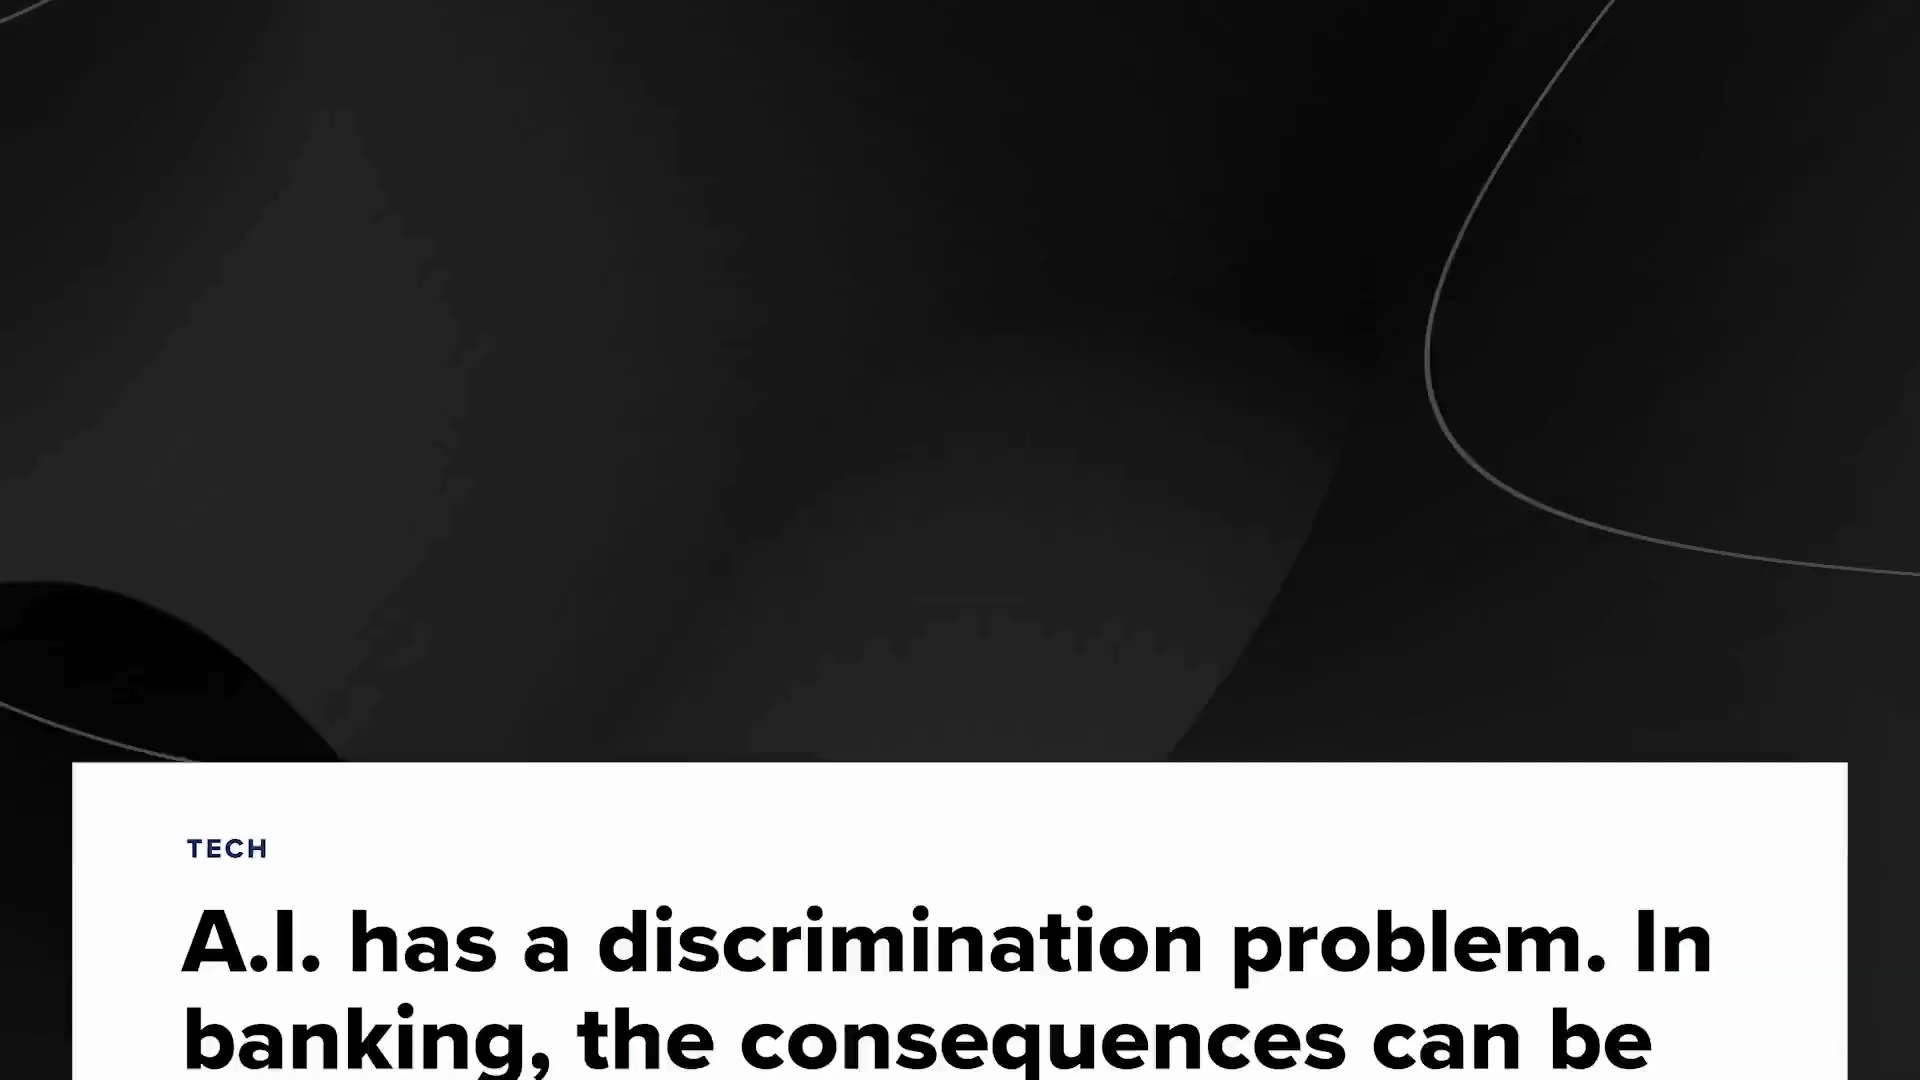 TECH
A.I. has a discrimination problem. In
banking, the consequences can be